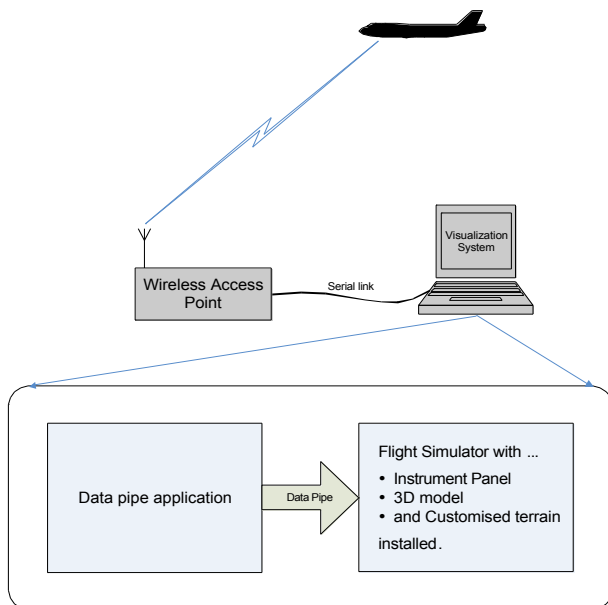 Visualization
System
Wireless Access
Point
Serial link
Data pipe application
Data Pipe
Flight Simulator with ...
• Instrument Panel
• 3D model
• and Customised terrain
installed.